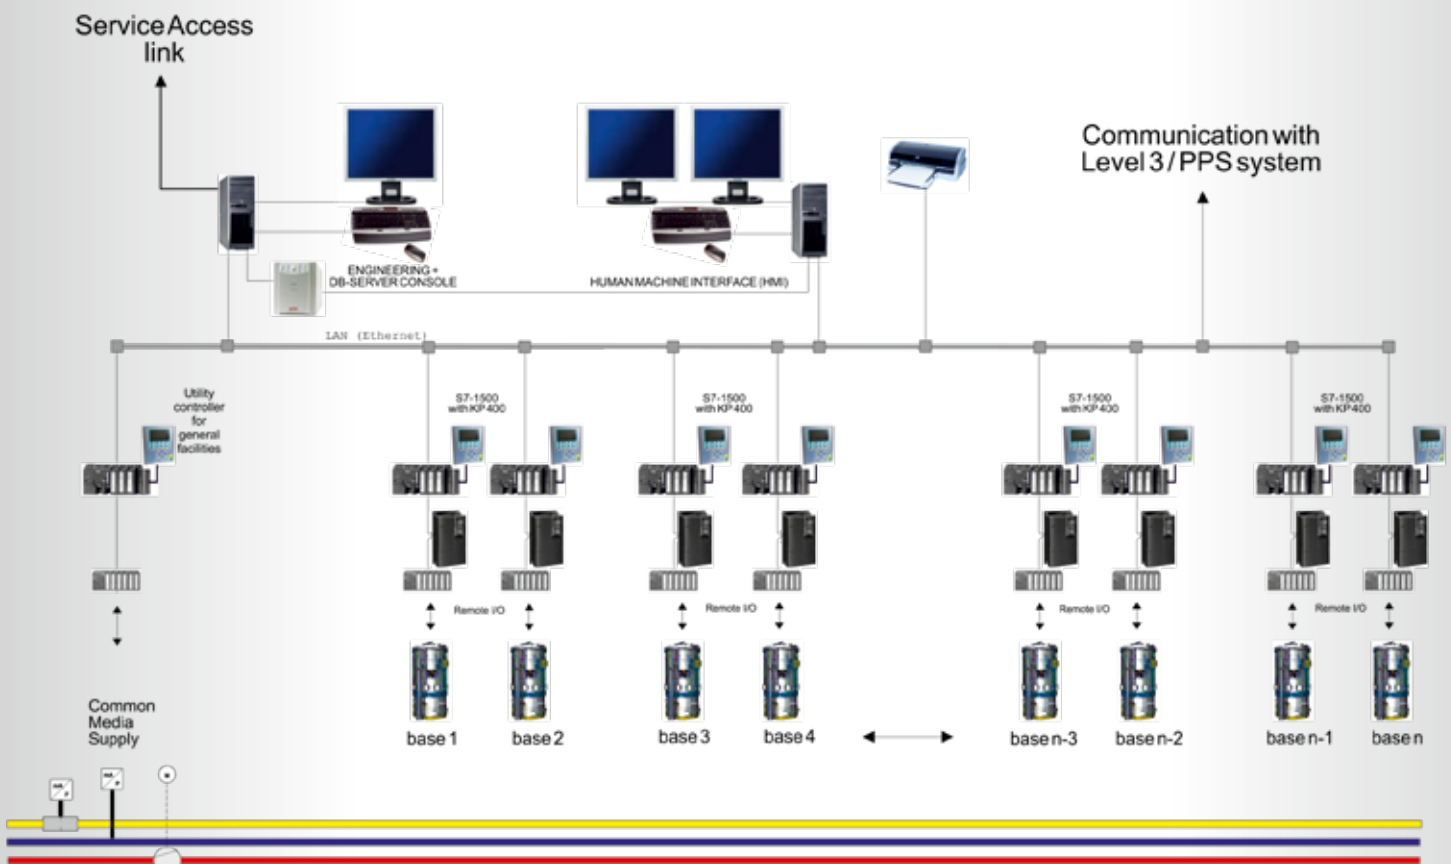 Service Access
link
Communication with
Level 3 / PPS system
ENGINEERING +
DB-SERVER CONSOLE
HUMAN MACHINE INTERFACE (HMI)
LAN (Ethernet)
Utility
controller
for
general
facilities
S7-1500
with KP400
S7-1500
with KP400
S7-1500
with KP400
S7-1500
with KP400
Remote I/O
Remote I/O
Remote I/O
Remote I/O
Common
Media
Supply
base 1
base 2
base 3
base 4
base n-3
base n-2
base n-1
base n